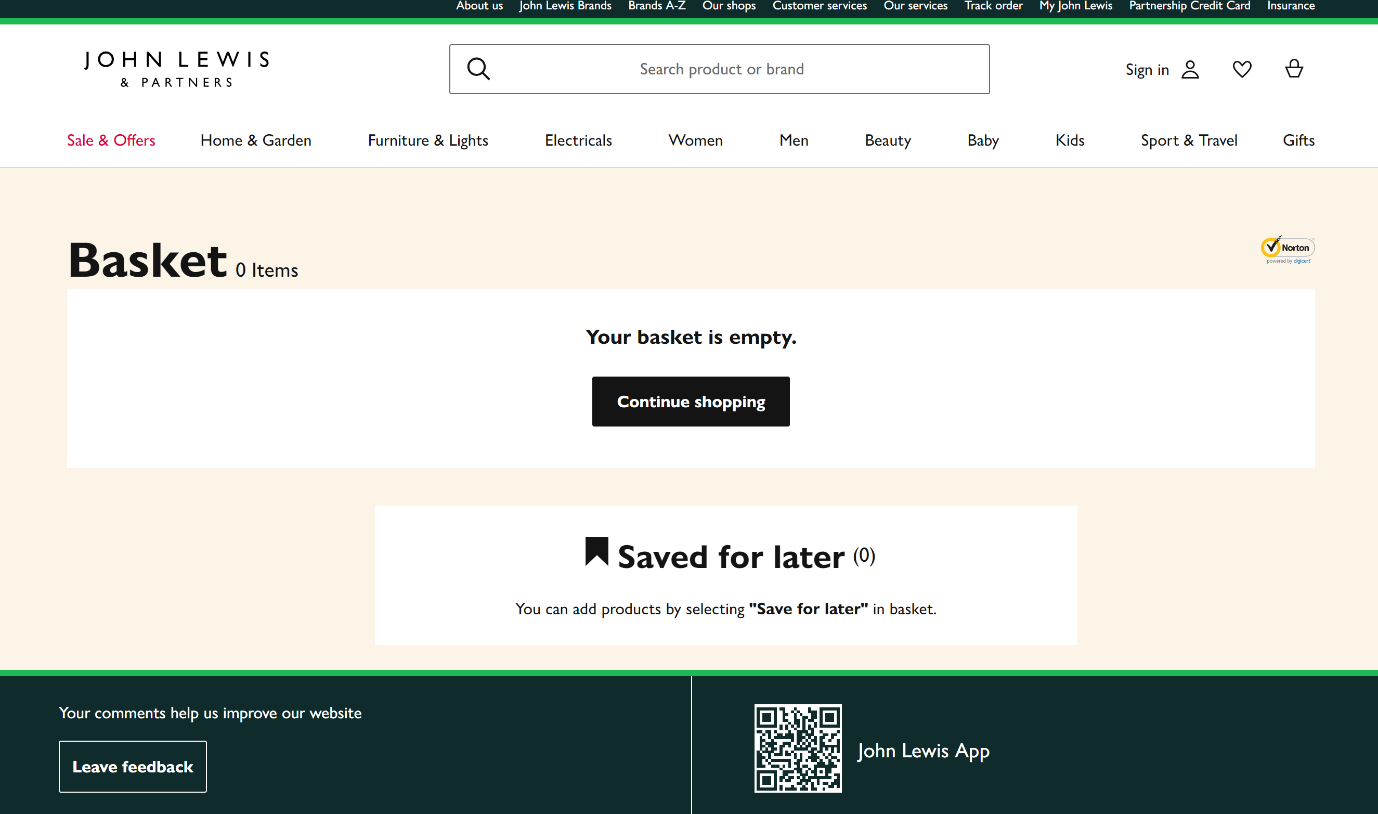 About us John Lewis Brands Brands A-Z Our shops Customer services Our services Track order My John Lewis Partnership Credit Card Insurance
JOHN LEWIS
& PARTNERS
Search product or brand
Sign in
Sale & Offers Home & Garden Furniture & Lights Electricals Women Men Beauty Baby Kids Sport & Travel Gifts
Basket 0 Items
Norton
powered by digicert
Your basket is empty.
Continue shopping
Saved for later (0)
You can add products by selecting "Save for later" in basket.
Your comments help us improve our website
Leave feedback
John Lewis App